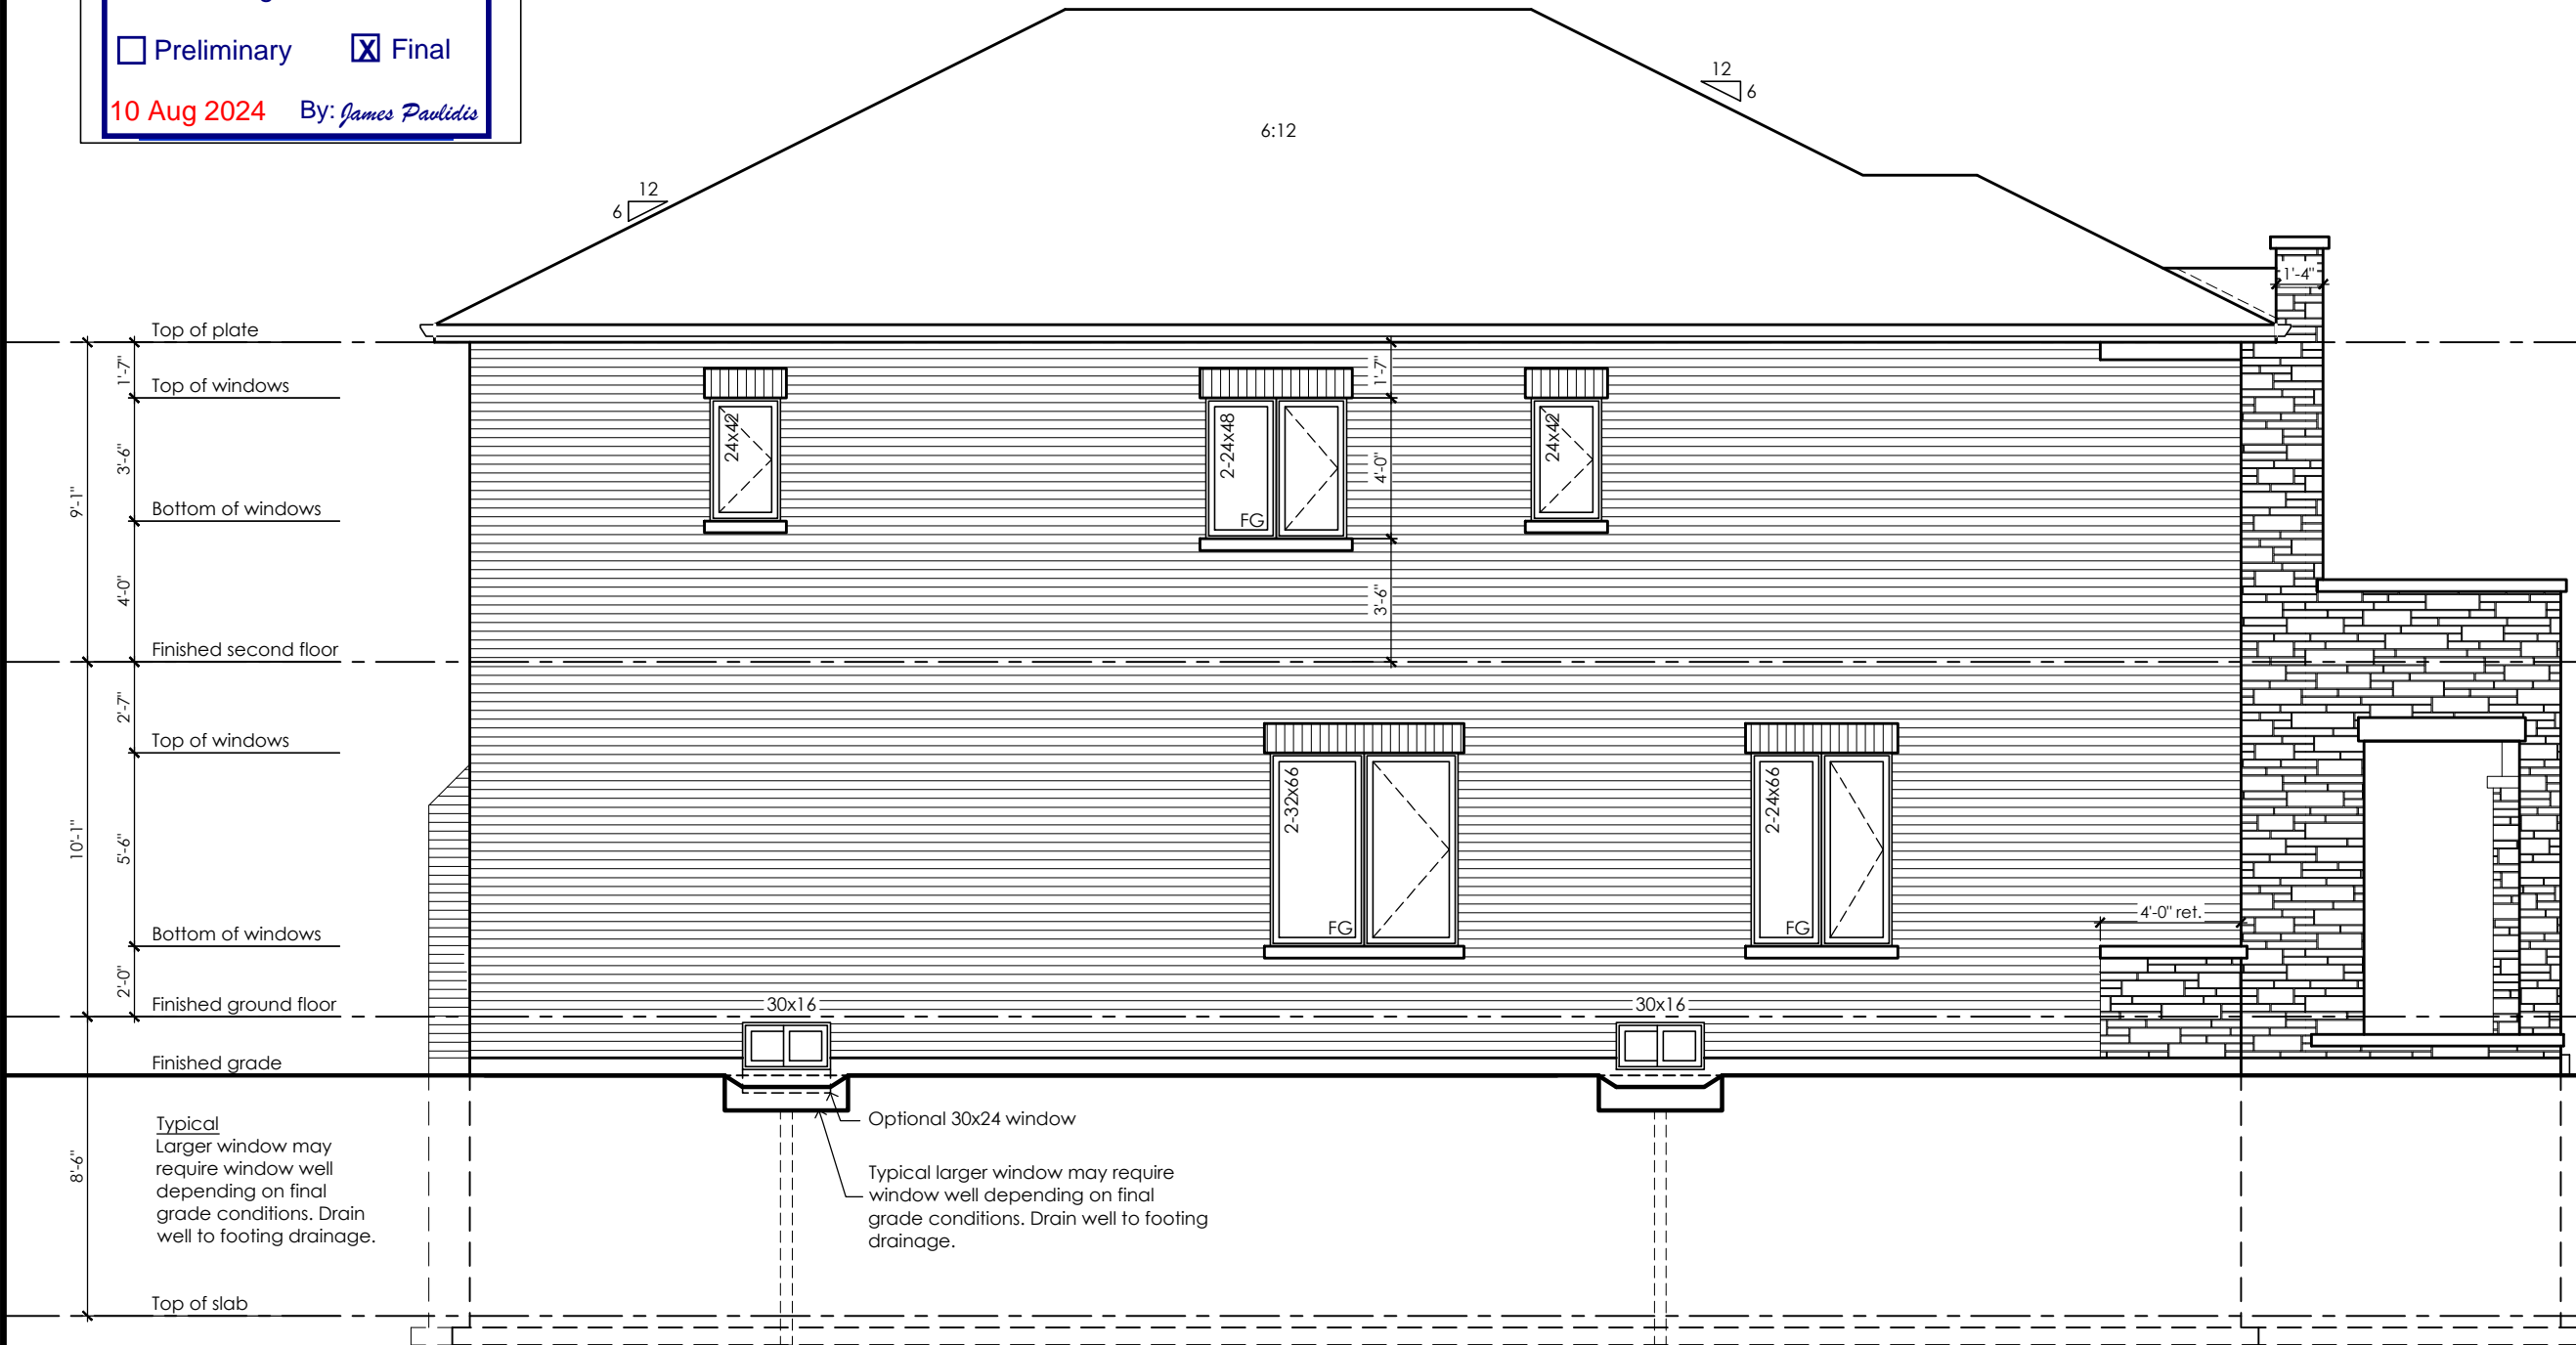 Preliminary
X Final
10 Aug 2024 By: James Pavlidis
12
6
6:12
12
6
1'-4"
Top of plate
1'-7"
Top of windows
3'-6"
Bottom of windows
9'-1"
4'-0"
Finished second floor
2'-7"
Top of windows
10'-1"
5'-6"
Bottom of windows
2'-0"
Finished ground floor
Finished grade
8'-6"
Top of slab
24x42
2-24x48
FG
24x42
1'-7"
4'-0"
3'-6"
2-32x66
FG
2-24x66
FG
4'-0" ret.
30x16
30x16
Typical
Larger window may
require window well
depending on final
grade conditions. Drain
well to footing drainage.
Optional 30x24 window
Typical larger window may require
window well depending on final
grade conditions. Drain well to footing
drainage.